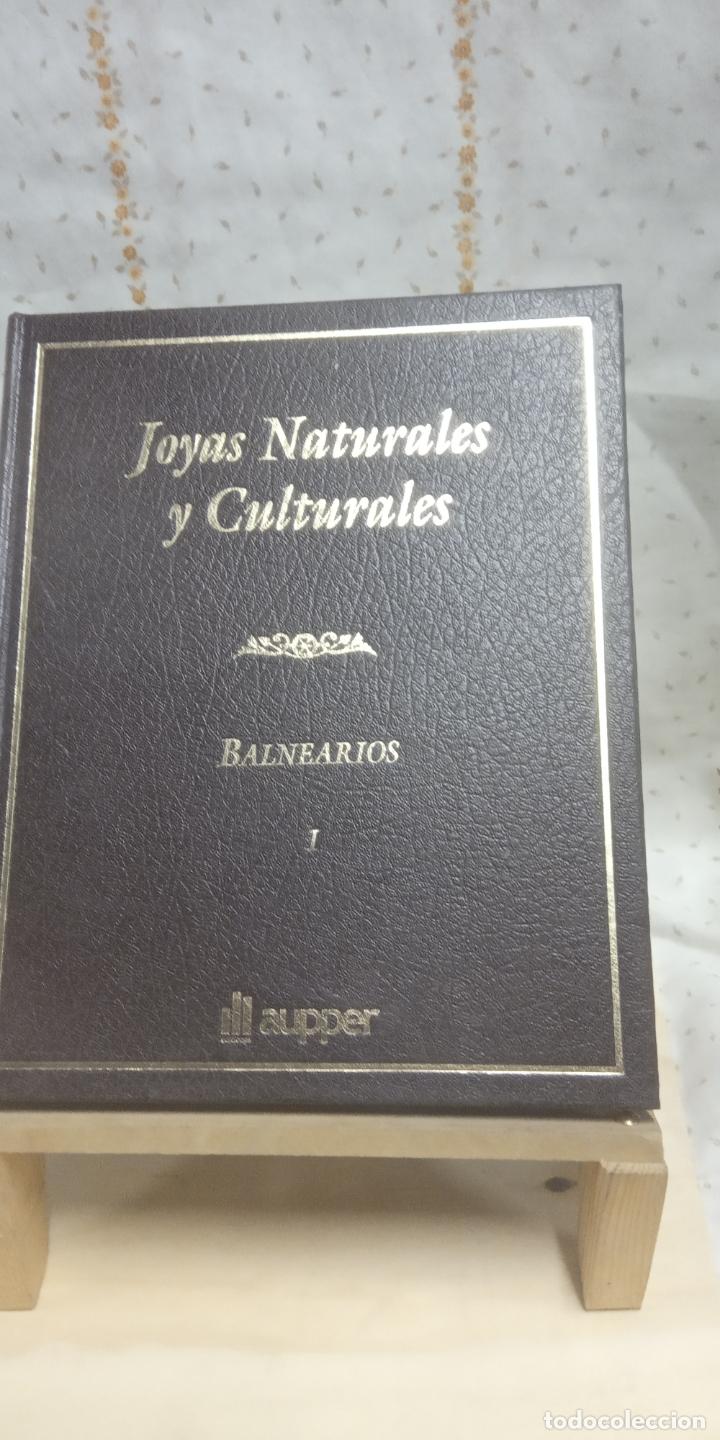 Joyas Naturales
y Culturales
BALNEARIOS
I
aupper
todocoleccion